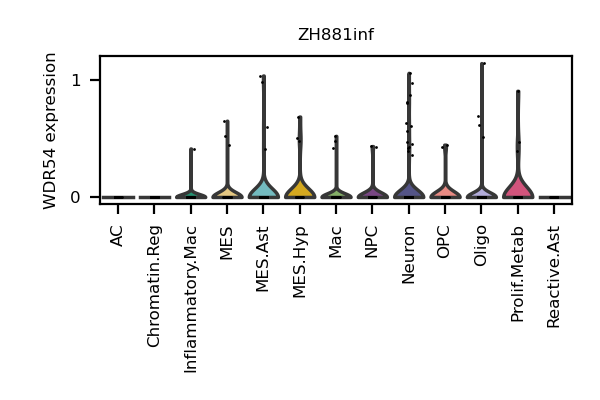 ZH881inf
WDR54 expression
1
0
AC
Chromatin.Reg
Inflammatory.Mac
MES
MES.Ast
MES.Hyp
Mac
NPC
Neuron
OPC
Oligo
Prolif.Metab
Reactive.Ast